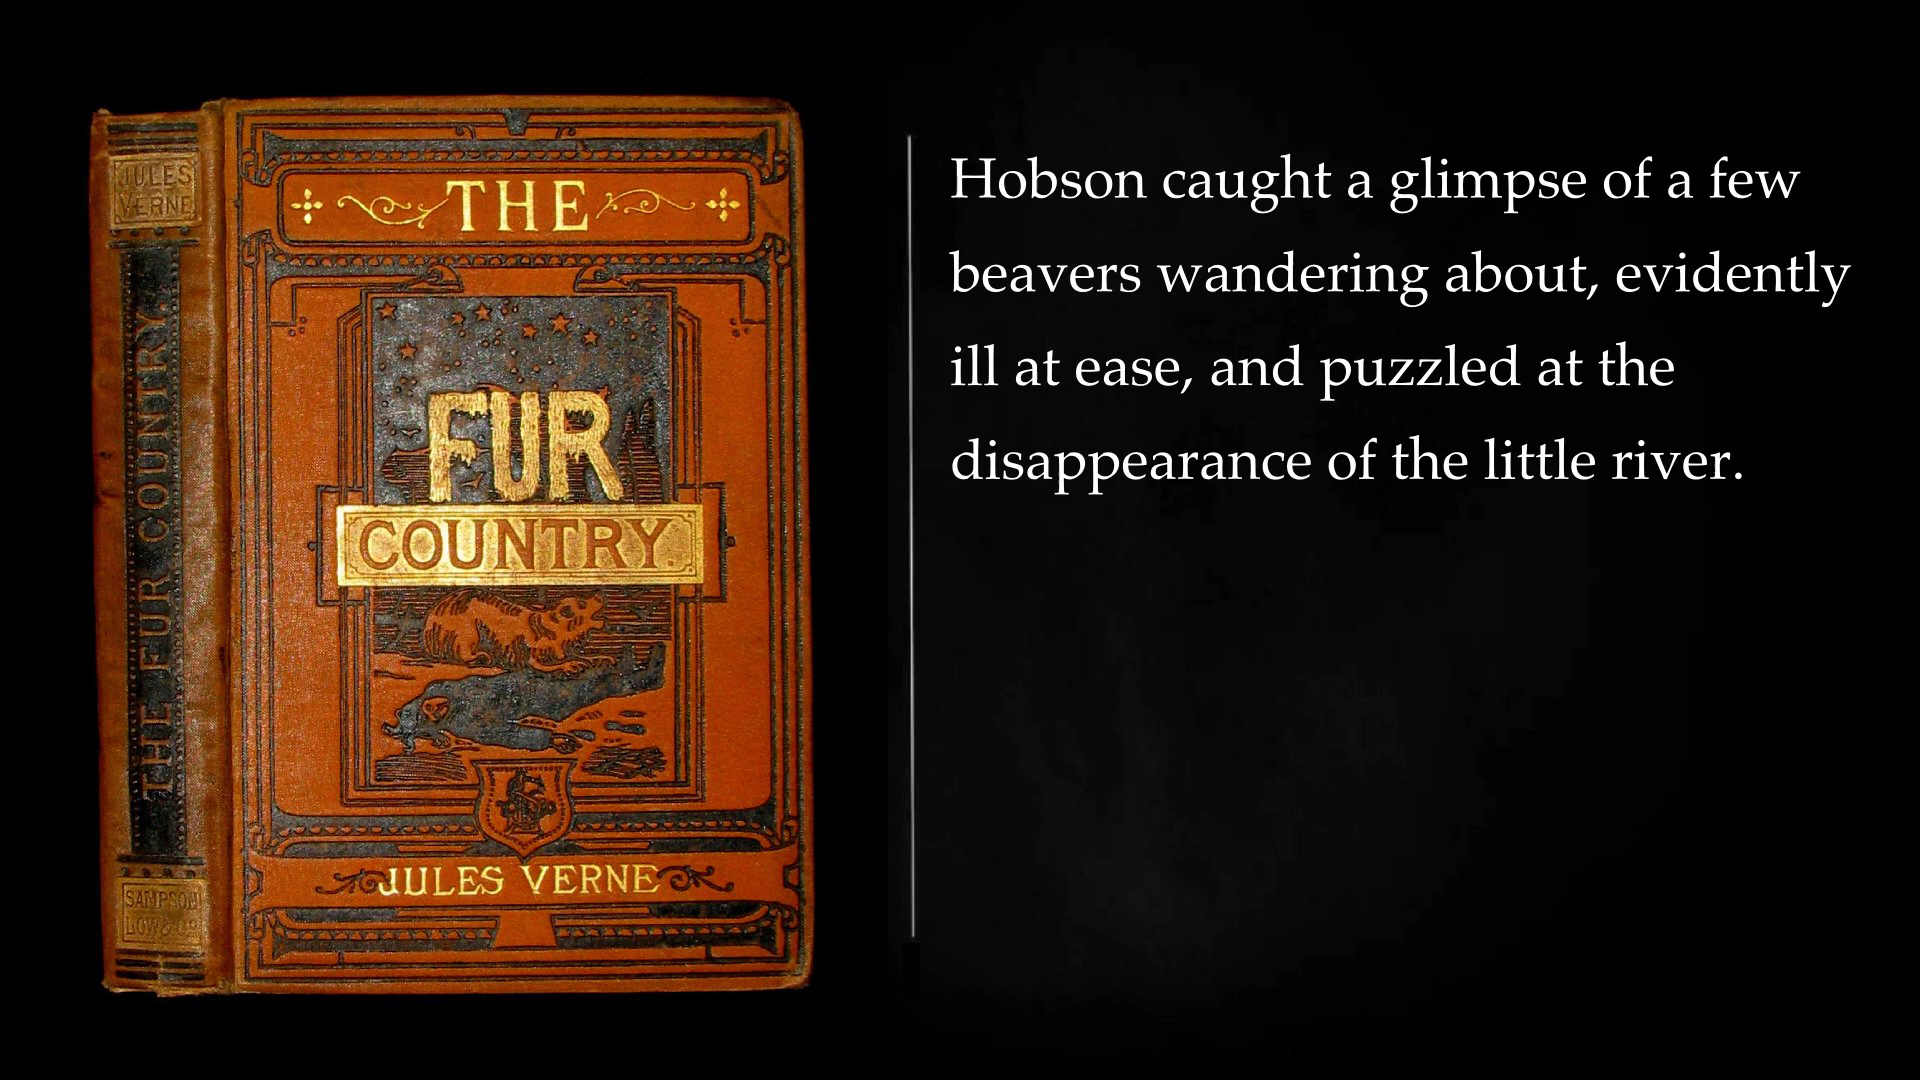 JULES
VERNE
THE FUR COUNTRY.
SAMPSON
LOW & Co
THE
FUR
COUNTRY.
JULES VERNE
Hobson caught a glimpse of a few
beavers wandering about, evidently
ill at ease, and puzzled at the
disappearance of the little river.